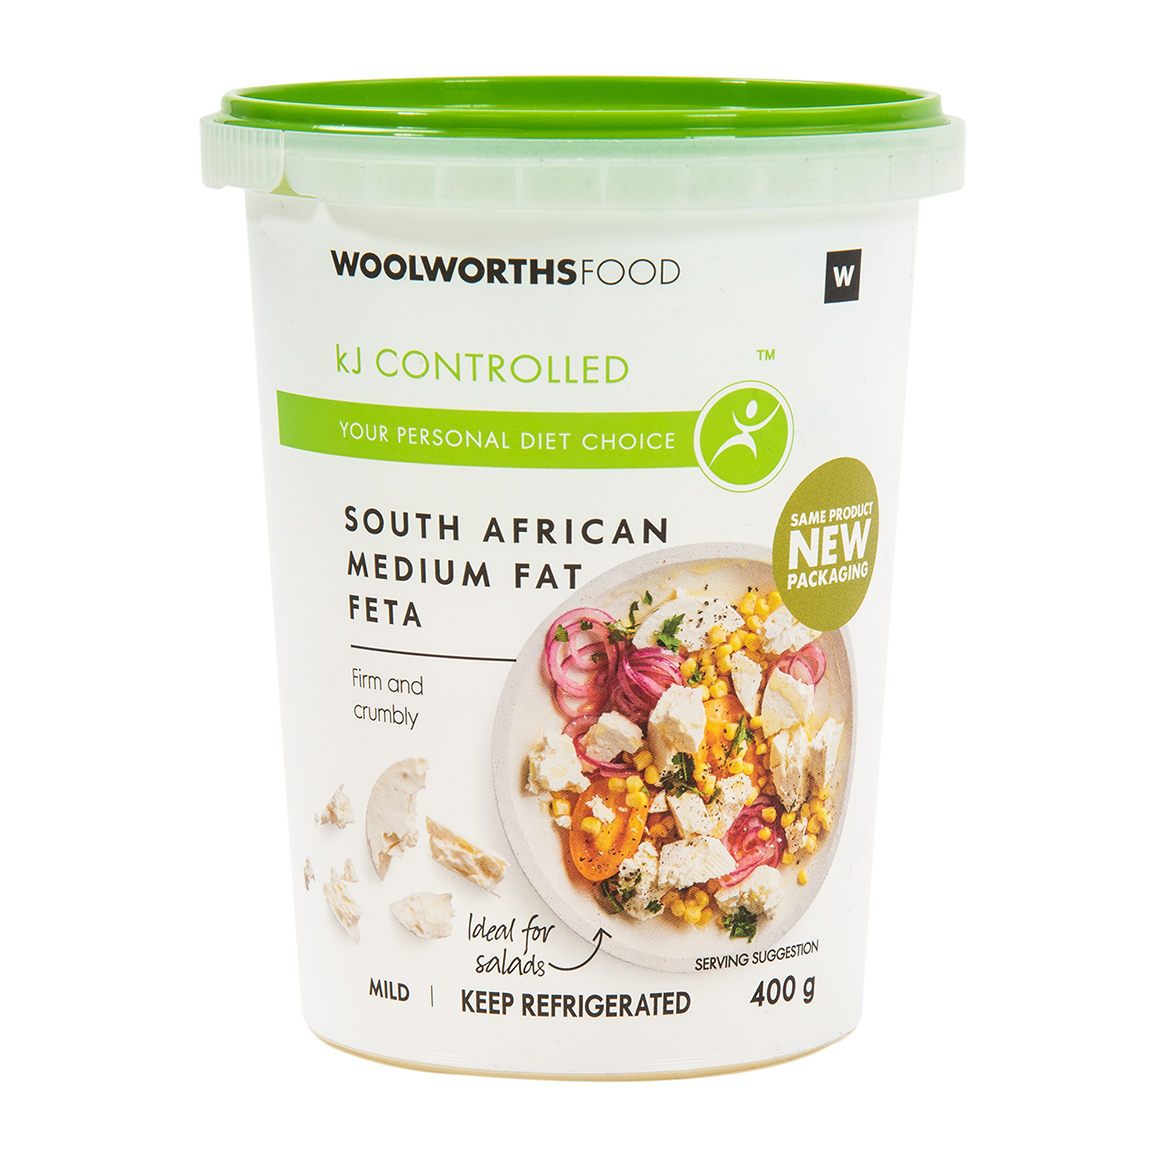 WOOLWORTHSFOOD
W
kJ CONTROLLED
TM
YOUR PERSONAL DIET CHOICE
SOUTH AFRICAN
MEDIUM FAT
FETA
SAME PRODUCT
NEW
PACKAGING
Firm and
crumbly
Ideal for
salads
SERVING SUGGESTION
MILD | KEEP REFRIGERATED
400 g